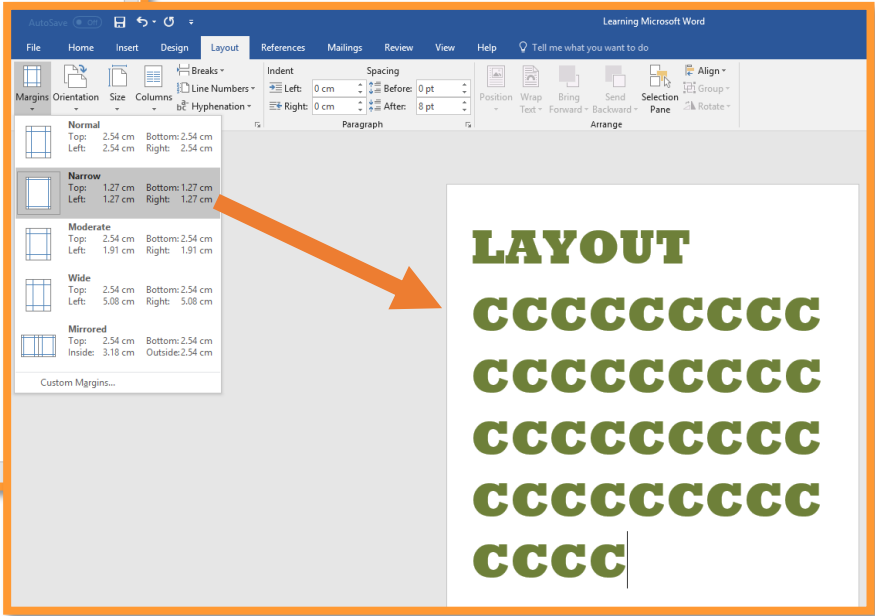 AutoSave Off Learning Microsoft Word
File Home Insert Design Layout References Mailings Review View Help Tell me what you want to do
Margins Orientation Size Columns
Breaks
Line Numbers
Hyphenation
Indent Spacing
Left: 0 cm Before: 0 pt
Right: 0 cm After: 8 pt
Paragraph
Position Wrap Text Bring Forward Send Backward Selection Pane
Align
Group
Rotate
Arrange
Normal
Top: 2.54 cm Bottom: 2.54 cm
Left: 2.54 cm Right: 2.54 cm
Narrow
Top: 1.27 cm Bottom: 1.27 cm
Left: 1.27 cm Right: 1.27 cm
Moderate
Top: 2.54 cm Bottom: 2.54 cm
Left: 1.91 cm Right: 1.91 cm
Wide
Top: 2.54 cm Bottom: 2.54 cm
Left: 5.08 cm Right: 5.08 cm
Mirrored
Top: 2.54 cm Bottom: 2.54 cm
Inside: 3.18 cm Outside: 2.54 cm
Custom Margins...
LAYOUT
CCCCCCCCC
CCCCCCCCC
CCCCCCCCC
CCCCCCCCC
CCCC